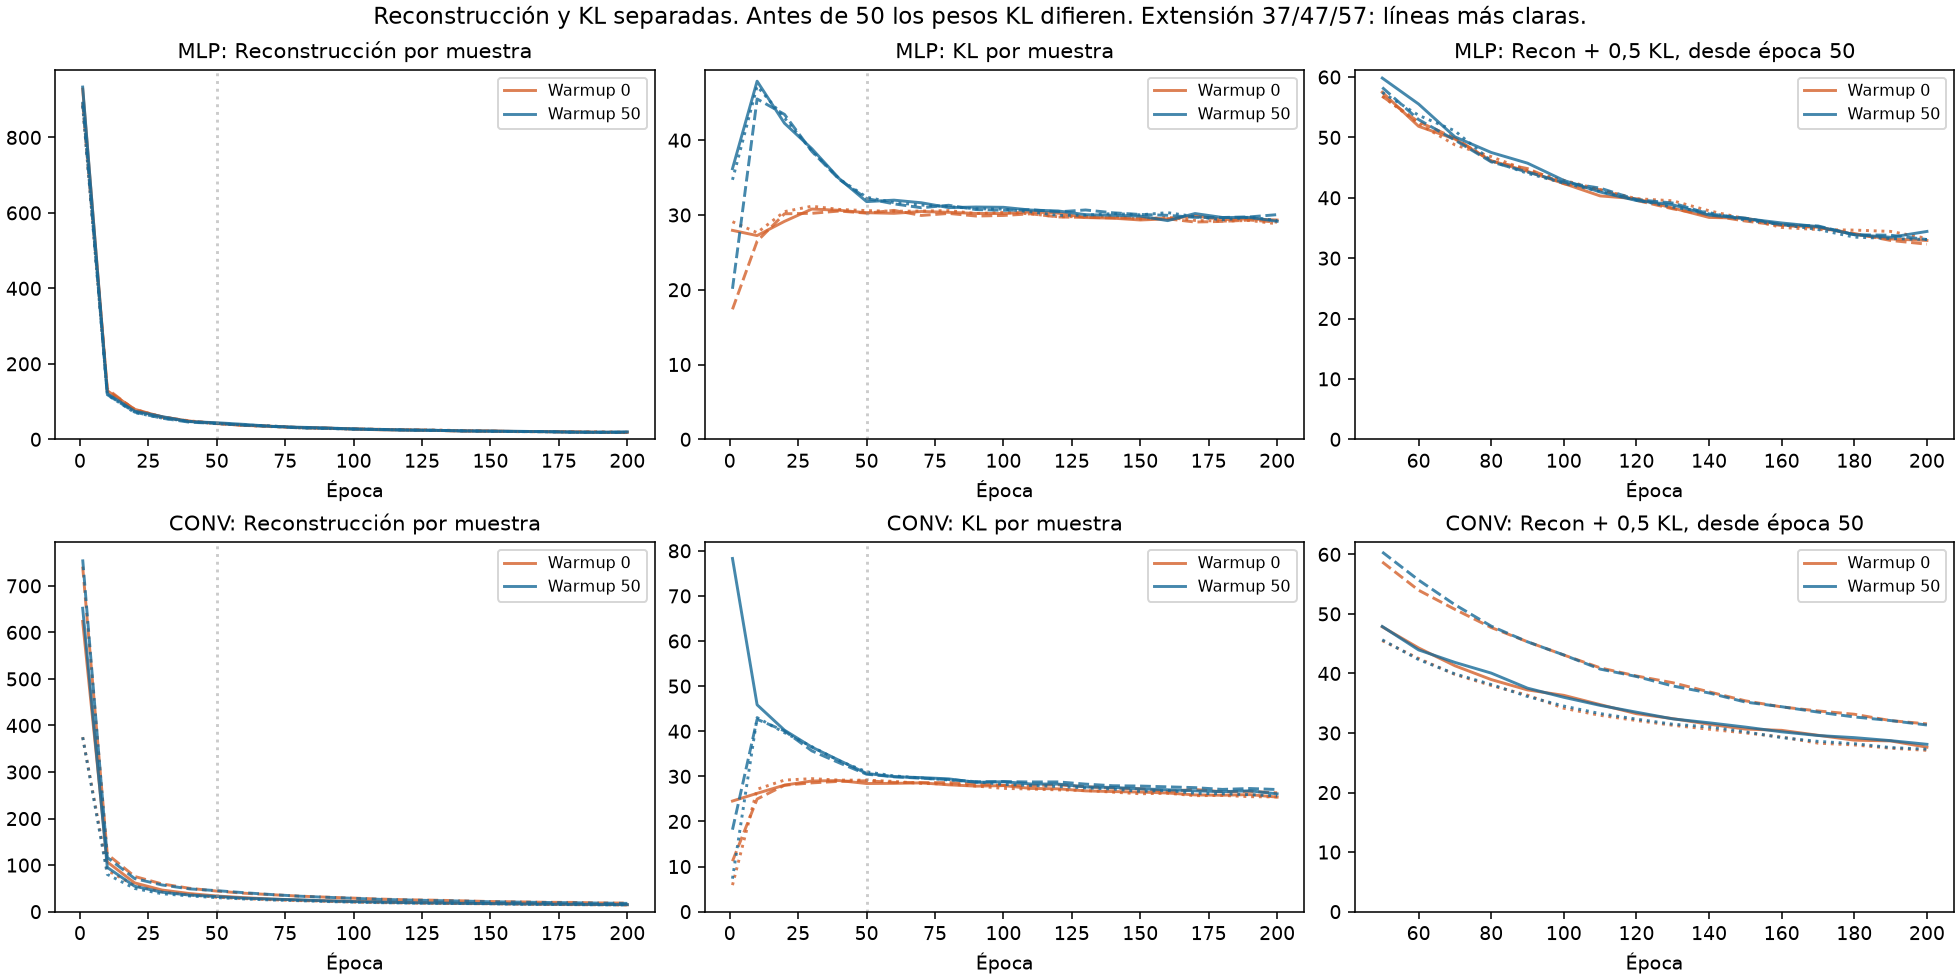 Reconstrucción y KL separadas. Antes de 50 los pesos KL difieren. Extensión 37/47/57: líneas más claras.
MLP: Reconstrucción por muestra
800
600
400
200
0
0 25 50 75 100 125 150 175 200
Época
Warmup 0
Warmup 50
MLP: KL por muestra
40
30
20
10
0
0 25 50 75 100 125 150 175 200
Época
Warmup 0
Warmup 50
MLP: Recon + 0,5 KL, desde época 50
60
50
40
30
20
10
0
60 80 100 120 140 160 180 200
Época
Warmup 0
Warmup 50
CONV: Reconstrucción por muestra
700
600
500
400
300
200
100
0
0 25 50 75 100 125 150 175 200
Época
Warmup 0
Warmup 50
CONV: KL por muestra
80
70
60
50
40
30
20
10
0
0 25 50 75 100 125 150 175 200
Época
Warmup 0
Warmup 50
CONV: Recon + 0,5 KL, desde época 50
60
50
40
30
20
10
0
60 80 100 120 140 160 180 200
Época
Warmup 0
Warmup 50